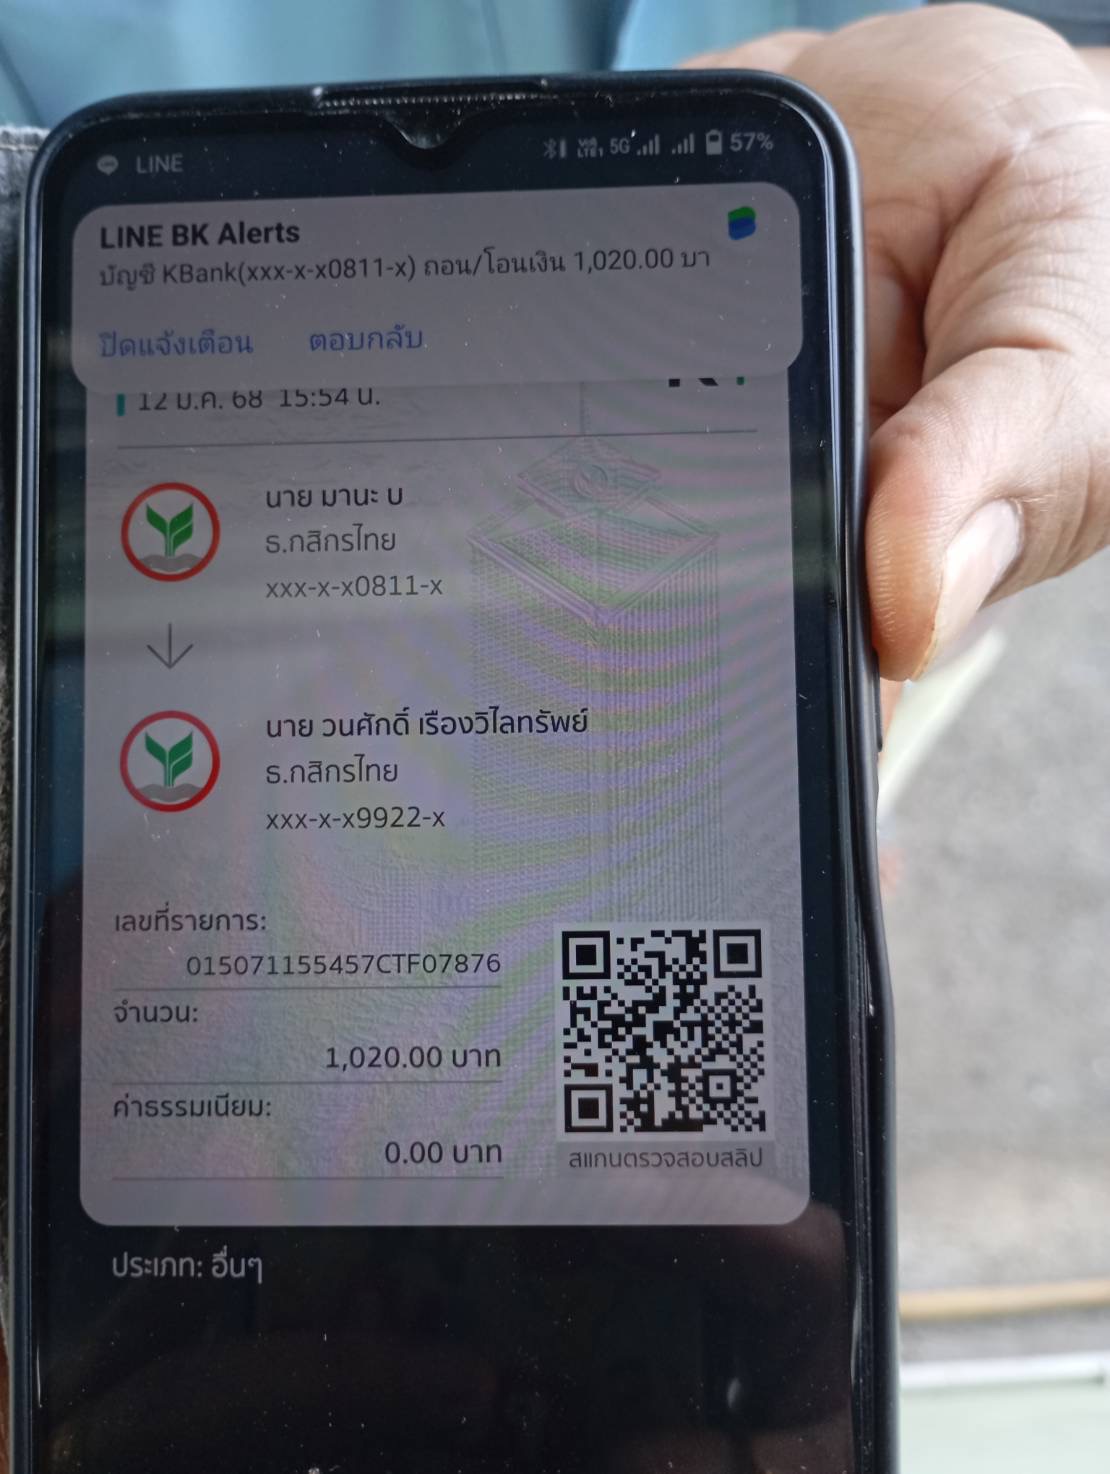 LINE
5G 57%
LINE BK Alerts
บัญชี KBank(xxx-x-x0811-x) ถอน/โอนเงิน 1,020.00 บา
ปิดแจ้งเตือน ตอบกลับ
12 ม.ค. 68 15:54 น.
นาย มานะ บ
ธ.กสิกรไทย
xxx-x-x0811-x
นาย วนศักดิ์ เรืองวิไลทรัพย์
ธ.กสิกรไทย
xxx-x-x9922-x
เลขที่รายการ:
015071155457CTF07876
จำนวน:
1,020.00 บาท
ค่าธรรมเนียม:
0.00 บาท
สแกนตรวจสอบสลิป
ประเภท: อื่นๆ